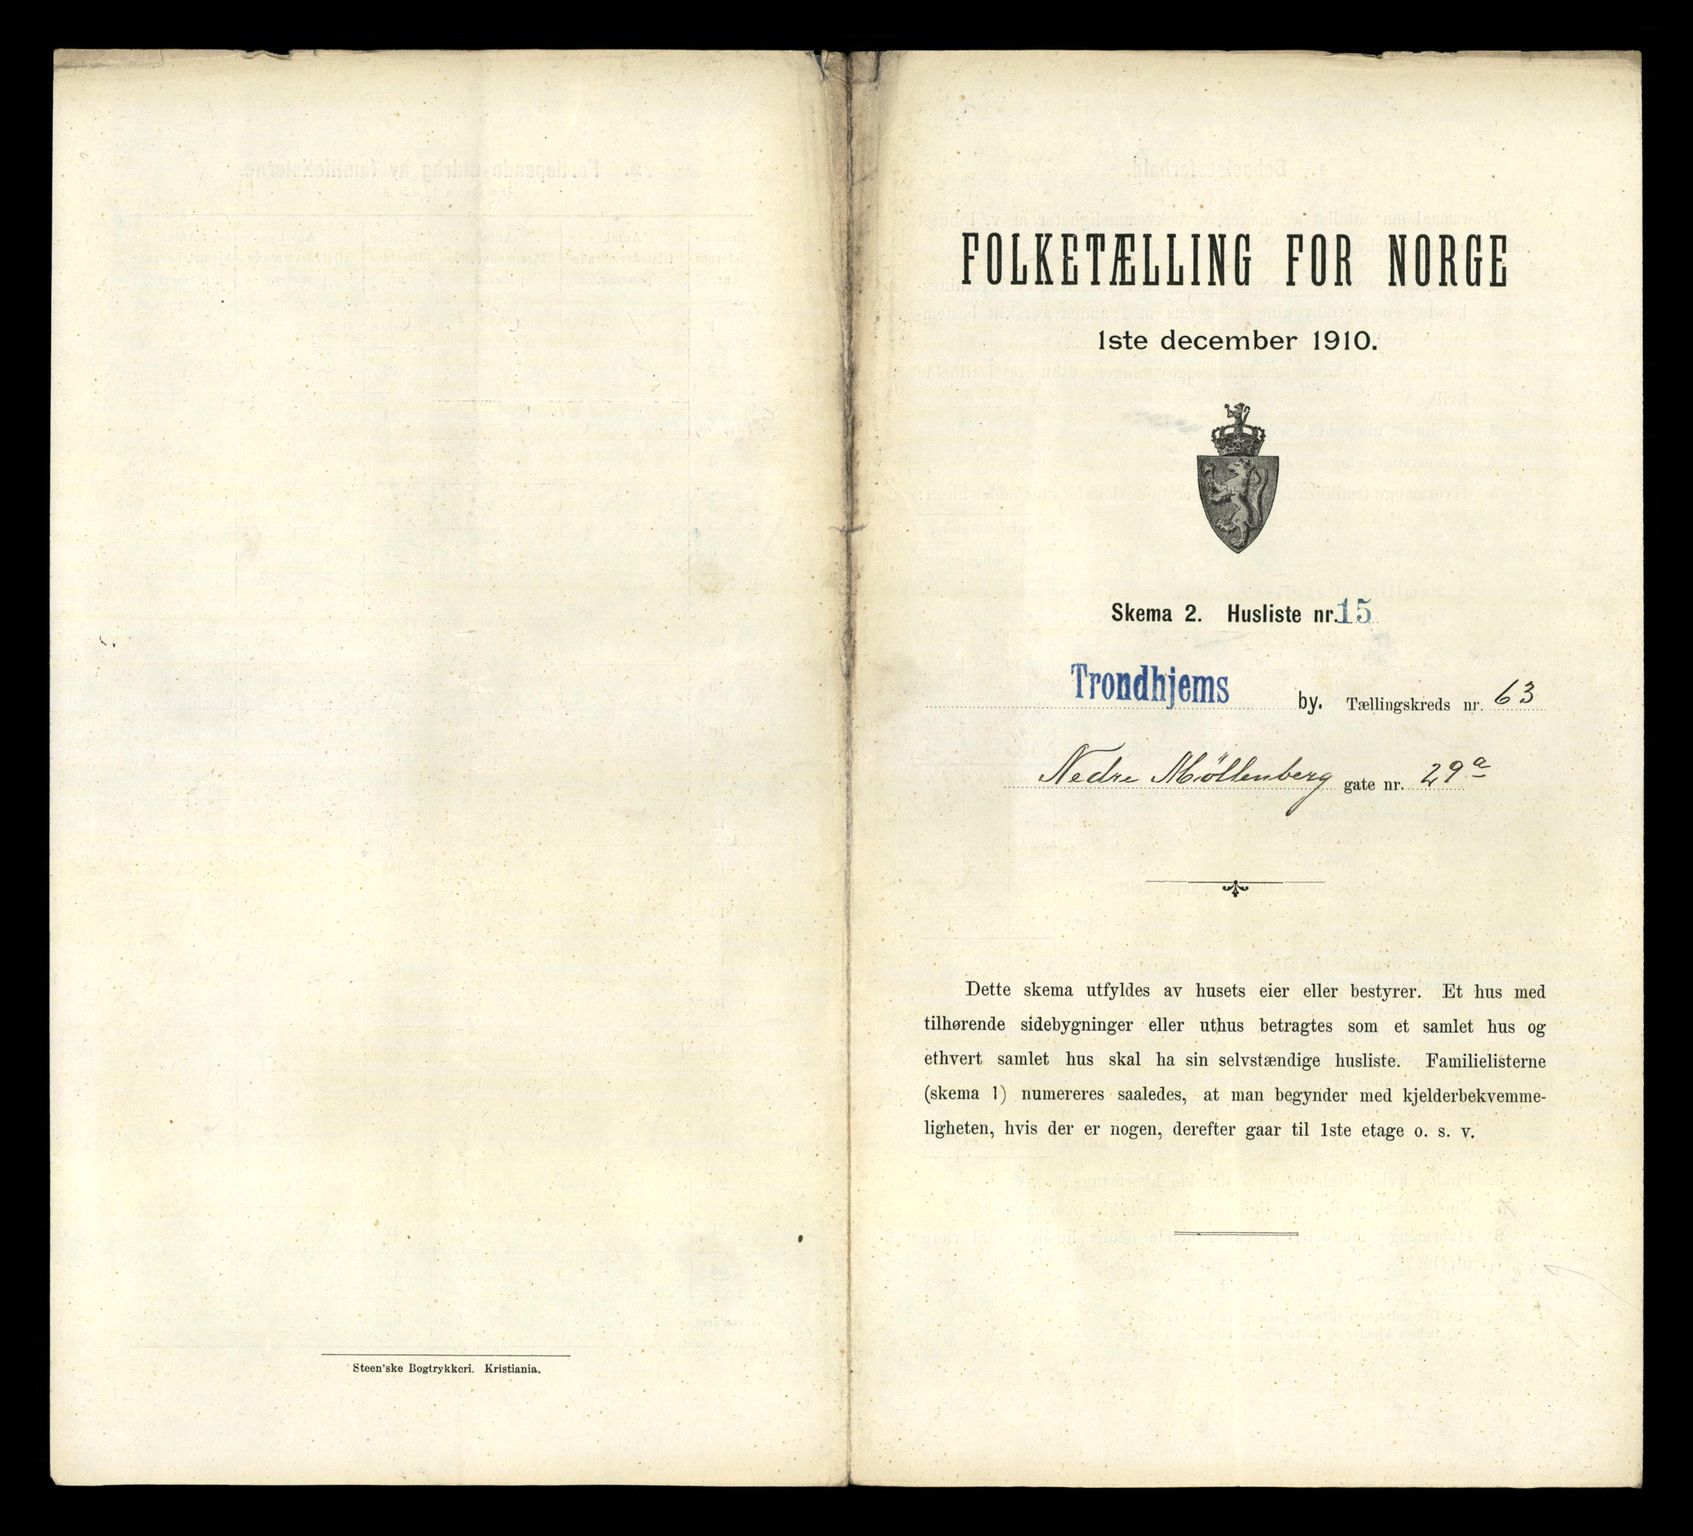 Steen'ske Bogtrykkeri. Kristiania.
FOLKETÆLLING FOR NORGE
1ste december 1910.
Skema 2. Husliste nr. 15
Trondhjems by. Tællingskreds nr. 63
Nedre Møllenberg gate nr. 29 a
Dette skema utfyldes av husets eier eller bestyrer. Et hus med
tilhørende sidebygninger eller uthus betragtes som et samlet hus og
ethvert samlet hus skal ha sin selvstændige husliste. Familielisterne
(skema 1) numereres saaledes, at man begynder med kjelderbekvemme-
ligheten, hvis der er nogen, derefter gaar til 1ste etage o. s. v.